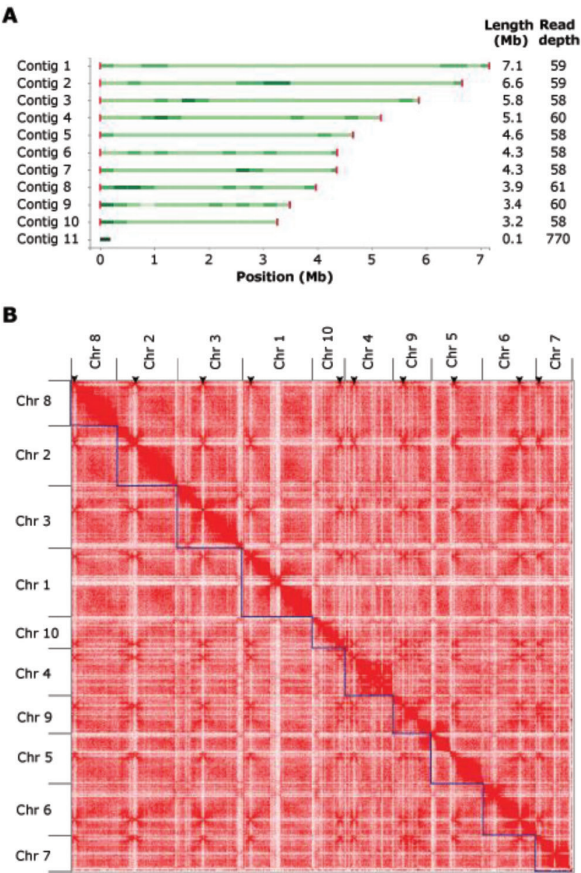 A
Length Read
(Mb) depth
Contig 1 7.1 59
Contig 2 6.6 59
Contig 3 5.8 58
Contig 4 5.1 60
Contig 5 4.6 58
Contig 6 4.3 58
Contig 7 4.3 58
Contig 8 3.9 61
Contig 9 3.4 60
Contig 10 3.2 58
Contig 11 0.1 770
0 1 2 3 4 5 6 7
Position (Mb)
B
Chr 8 Chr 2 Chr 3 Chr 1 Chr 10 Chr 4 Chr 9 Chr 5 Chr 6 Chr 7
Chr 8
Chr 2
Chr 3
Chr 1
Chr 10
Chr 4
Chr 9
Chr 5
Chr 6
Chr 7